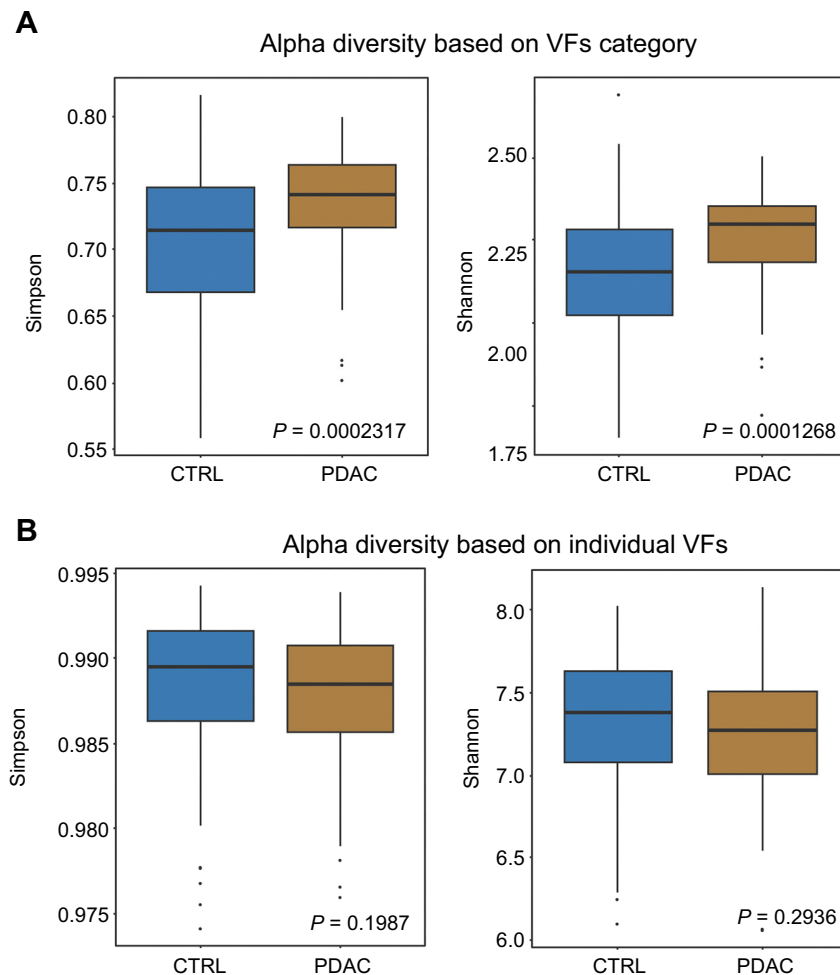 A
Alpha diversity based on VFs category
Simpson
0.80
0.75
0.70
0.65
0.60
0.55
P = 0.0002317
CTRL PDAC
Shannon
2.50
2.25
2.00
1.75
P = 0.0001268
CTRL PDAC
B
Alpha diversity based on individual VFs
Simpson
0.995
0.990
0.985
0.980
0.975
P = 0.1987
CTRL PDAC
Shannon
8.0
7.5
7.0
6.5
6.0
P = 0.2936
CTRL PDAC